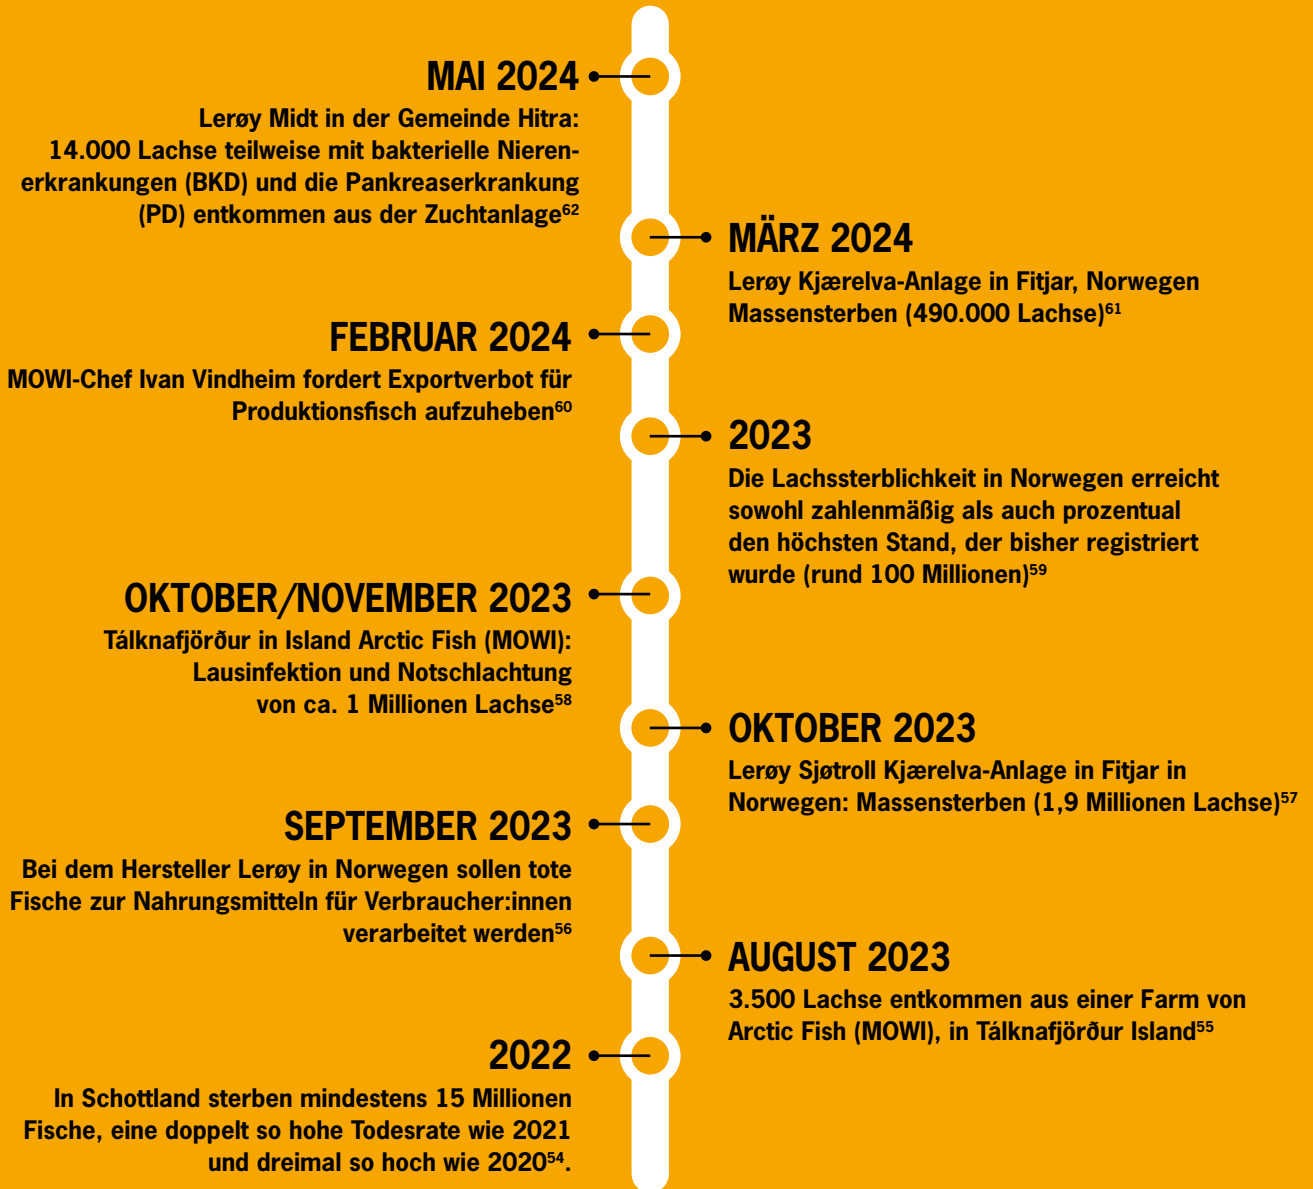 MAI 2024
Lerøy Midt in der Gemeinde Hitra:
14.000 Lachse teilweise mit bakterielle Nieren-
erkrankungen (BKD) und die Pankreaserkrankung
(PD) entkommen aus der Zuchtanlage⁶²
MÄRZ 2024
Lerøy Kjærelva-Anlage in Fitjar, Norwegen
Massensterben (490.000 Lachse)⁶¹
FEBRUAR 2024
MOWI-Chef Ivan Vindheim fordert Exportverbot für
Produktionsfisch aufzuheben⁶⁰
2023
Die Lachssterblichkeit in Norwegen erreicht
sowohl zahlenmäßig als auch prozentual
den höchsten Stand, der bisher registriert
wurde (rund 100 Millionen)⁵⁹
OKTOBER/NOVEMBER 2023
Tálknafjörður in Island Arctic Fish (MOWI):
Lausinfektion und Notschlachtung
von ca. 1 Millionen Lachse⁵⁸
OKTOBER 2023
Lerøy Sjøtroll Kjærelva-Anlage in Fitjar in
Norwegen: Massensterben (1,9 Millionen Lachse)⁵⁷
SEPTEMBER 2023
Bei dem Hersteller Lerøy in Norwegen sollen tote
Fische zur Nahrungsmitteln für Verbraucher:innen
verarbeitet werden⁵⁶
AUGUST 2023
3.500 Lachse entkommen aus einer Farm von
Arctic Fish (MOWI), in Tálknafjörður Island⁵⁵
2022
In Schottland sterben mindestens 15 Millionen
Fische, eine doppelt so hohe Todesrate wie 2021
und dreimal so hoch wie 2020⁵⁴.